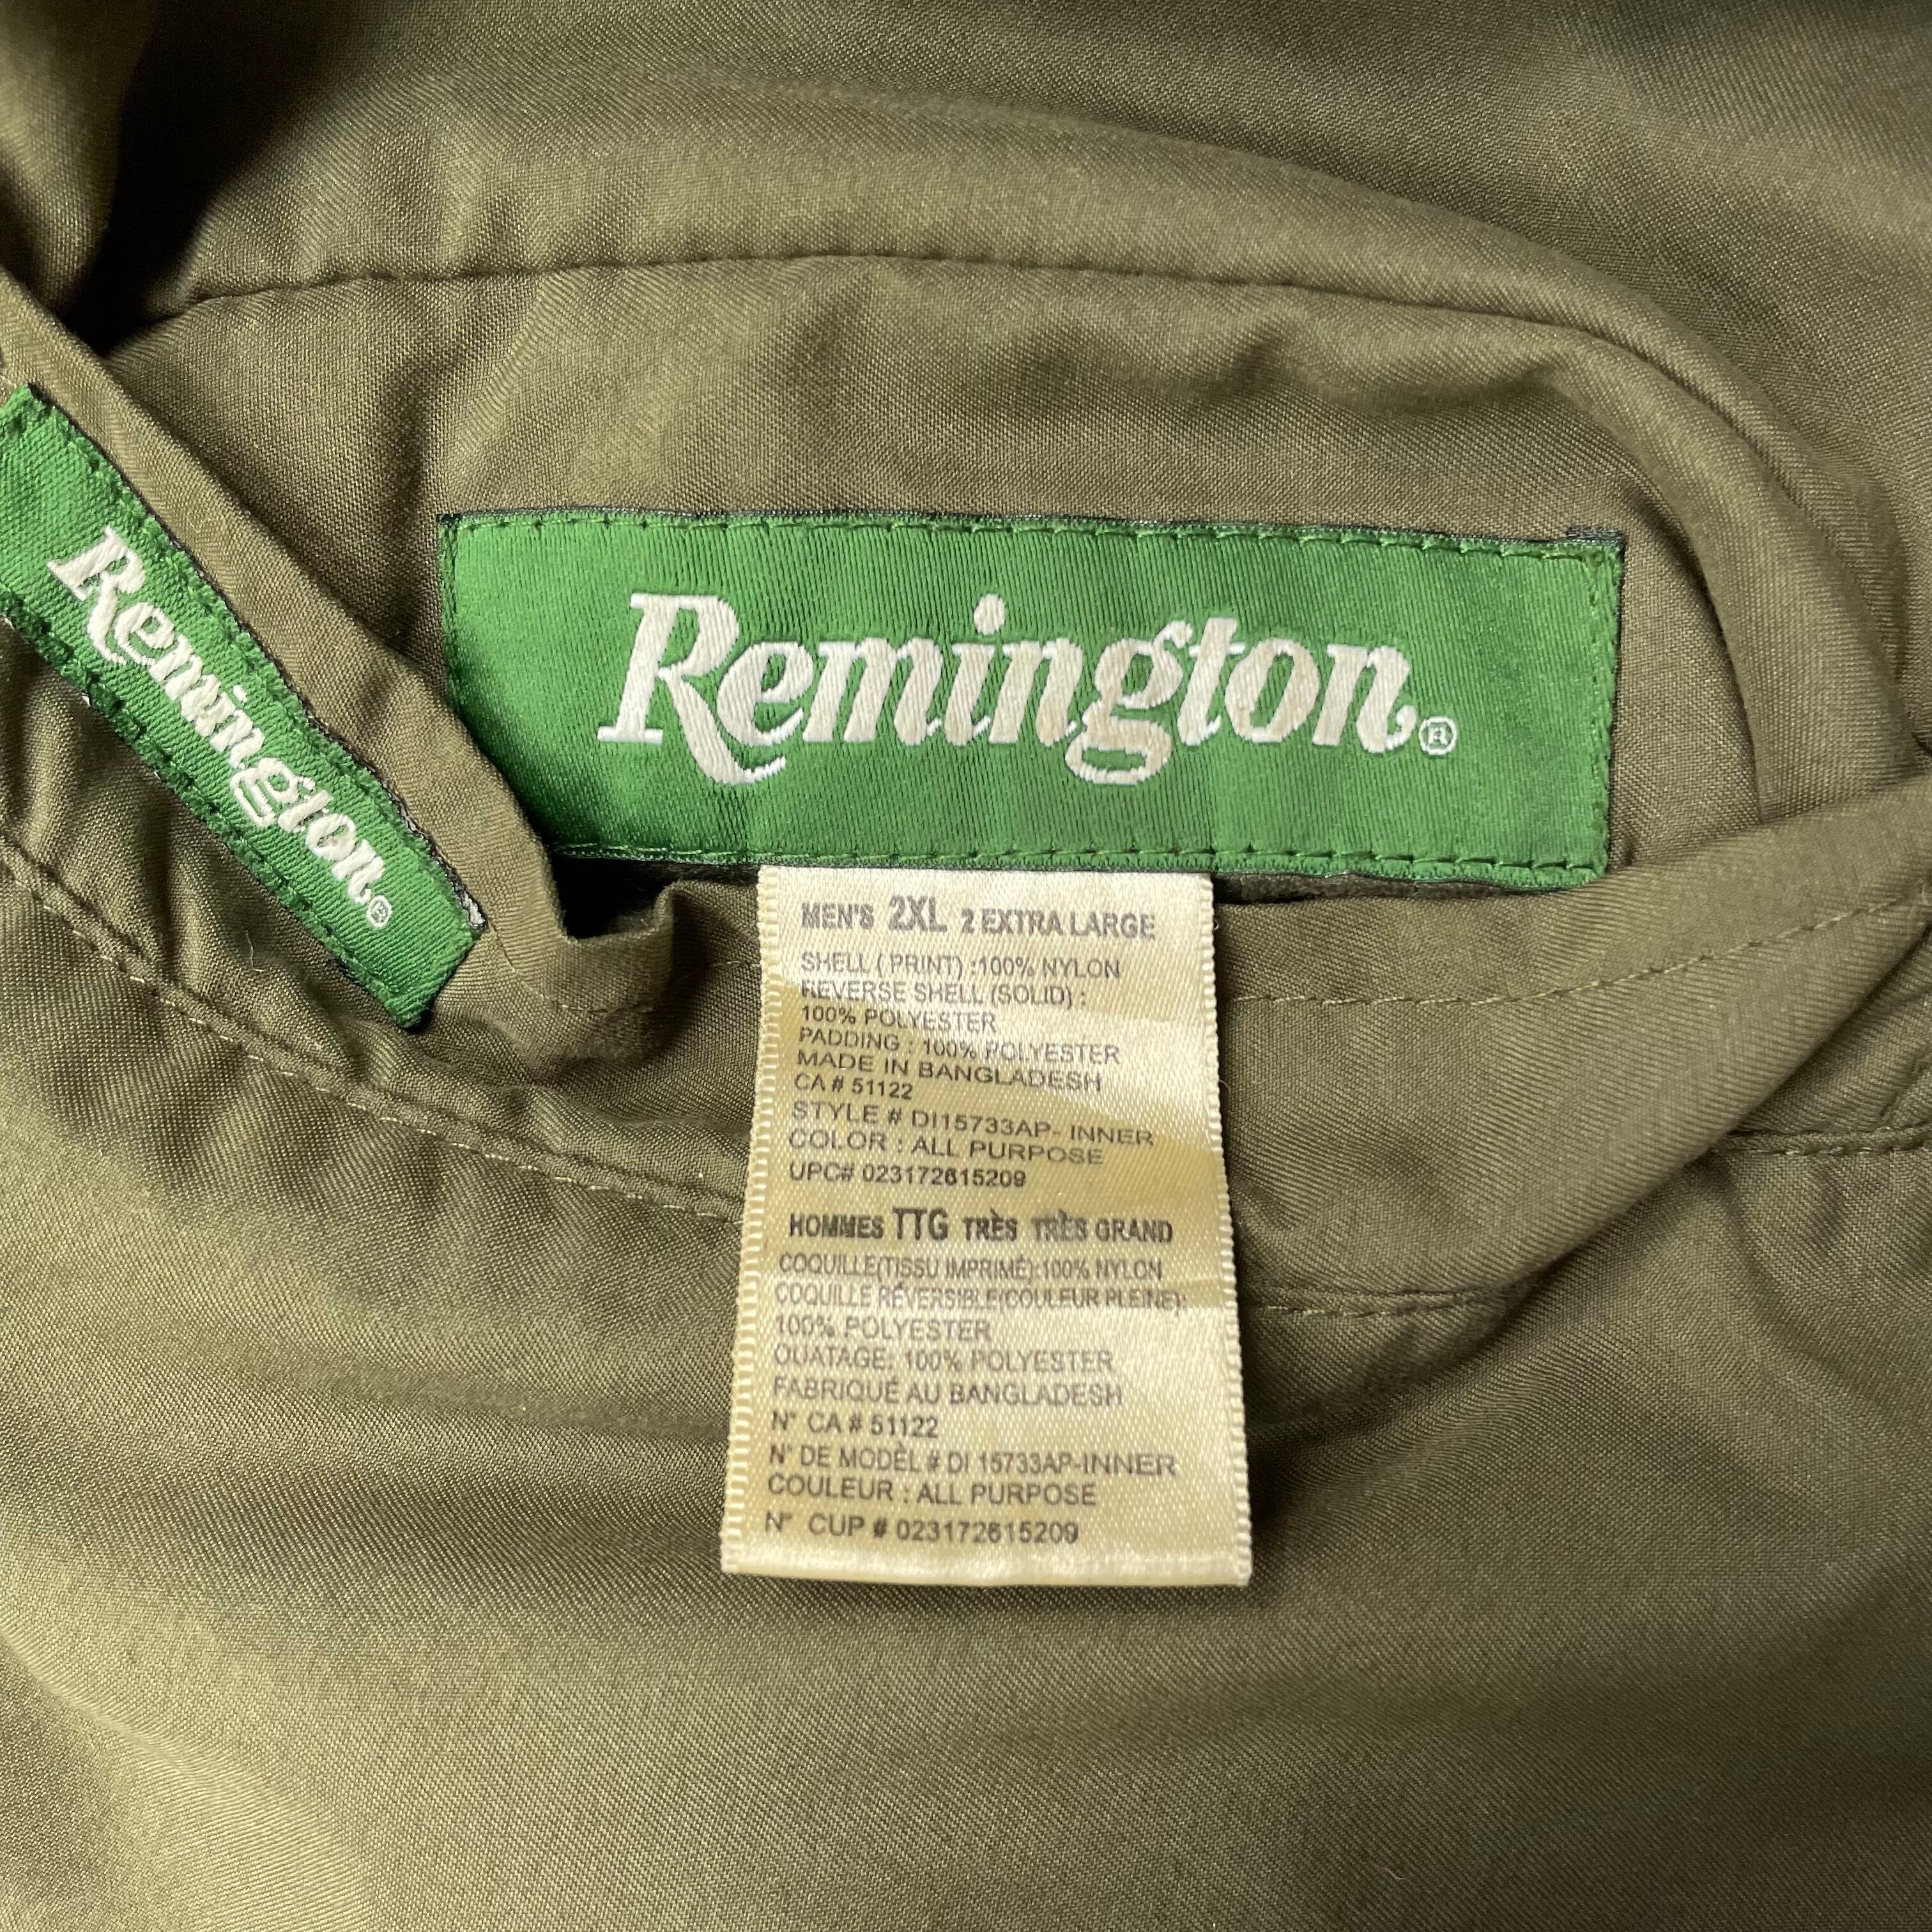 Remington®
Remington®
MEN'S 2XL 2 EXTRA LARGE
SHELL ( PRINT) :100% NYLON
REVERSE SHELL (SOLID) :
100% POLYESTER
PADDING : 100% POLYESTER
MADE IN BANGLADESH
CA # 51122
STYLE # DI15733AP- INNER
COLOR : ALL PURPOSE
UPC# 023172615209
HOMMES TTG TRÈS TRÈS GRAND
COQUILLE(TISSU IMPRIMÉ):100% NYLON
COQUILLE RÉVERSIBLE(COULEUR PLEINE):
100% POLYESTER
OUATAGE: 100% POLYESTER
FABRIQUÉ AU BANGLADESH
N° CA # 51122
N° DE MODÈL # DI 15733AP-INNER
COULEUR : ALL PURPOSE
N° CUP # 023172615209